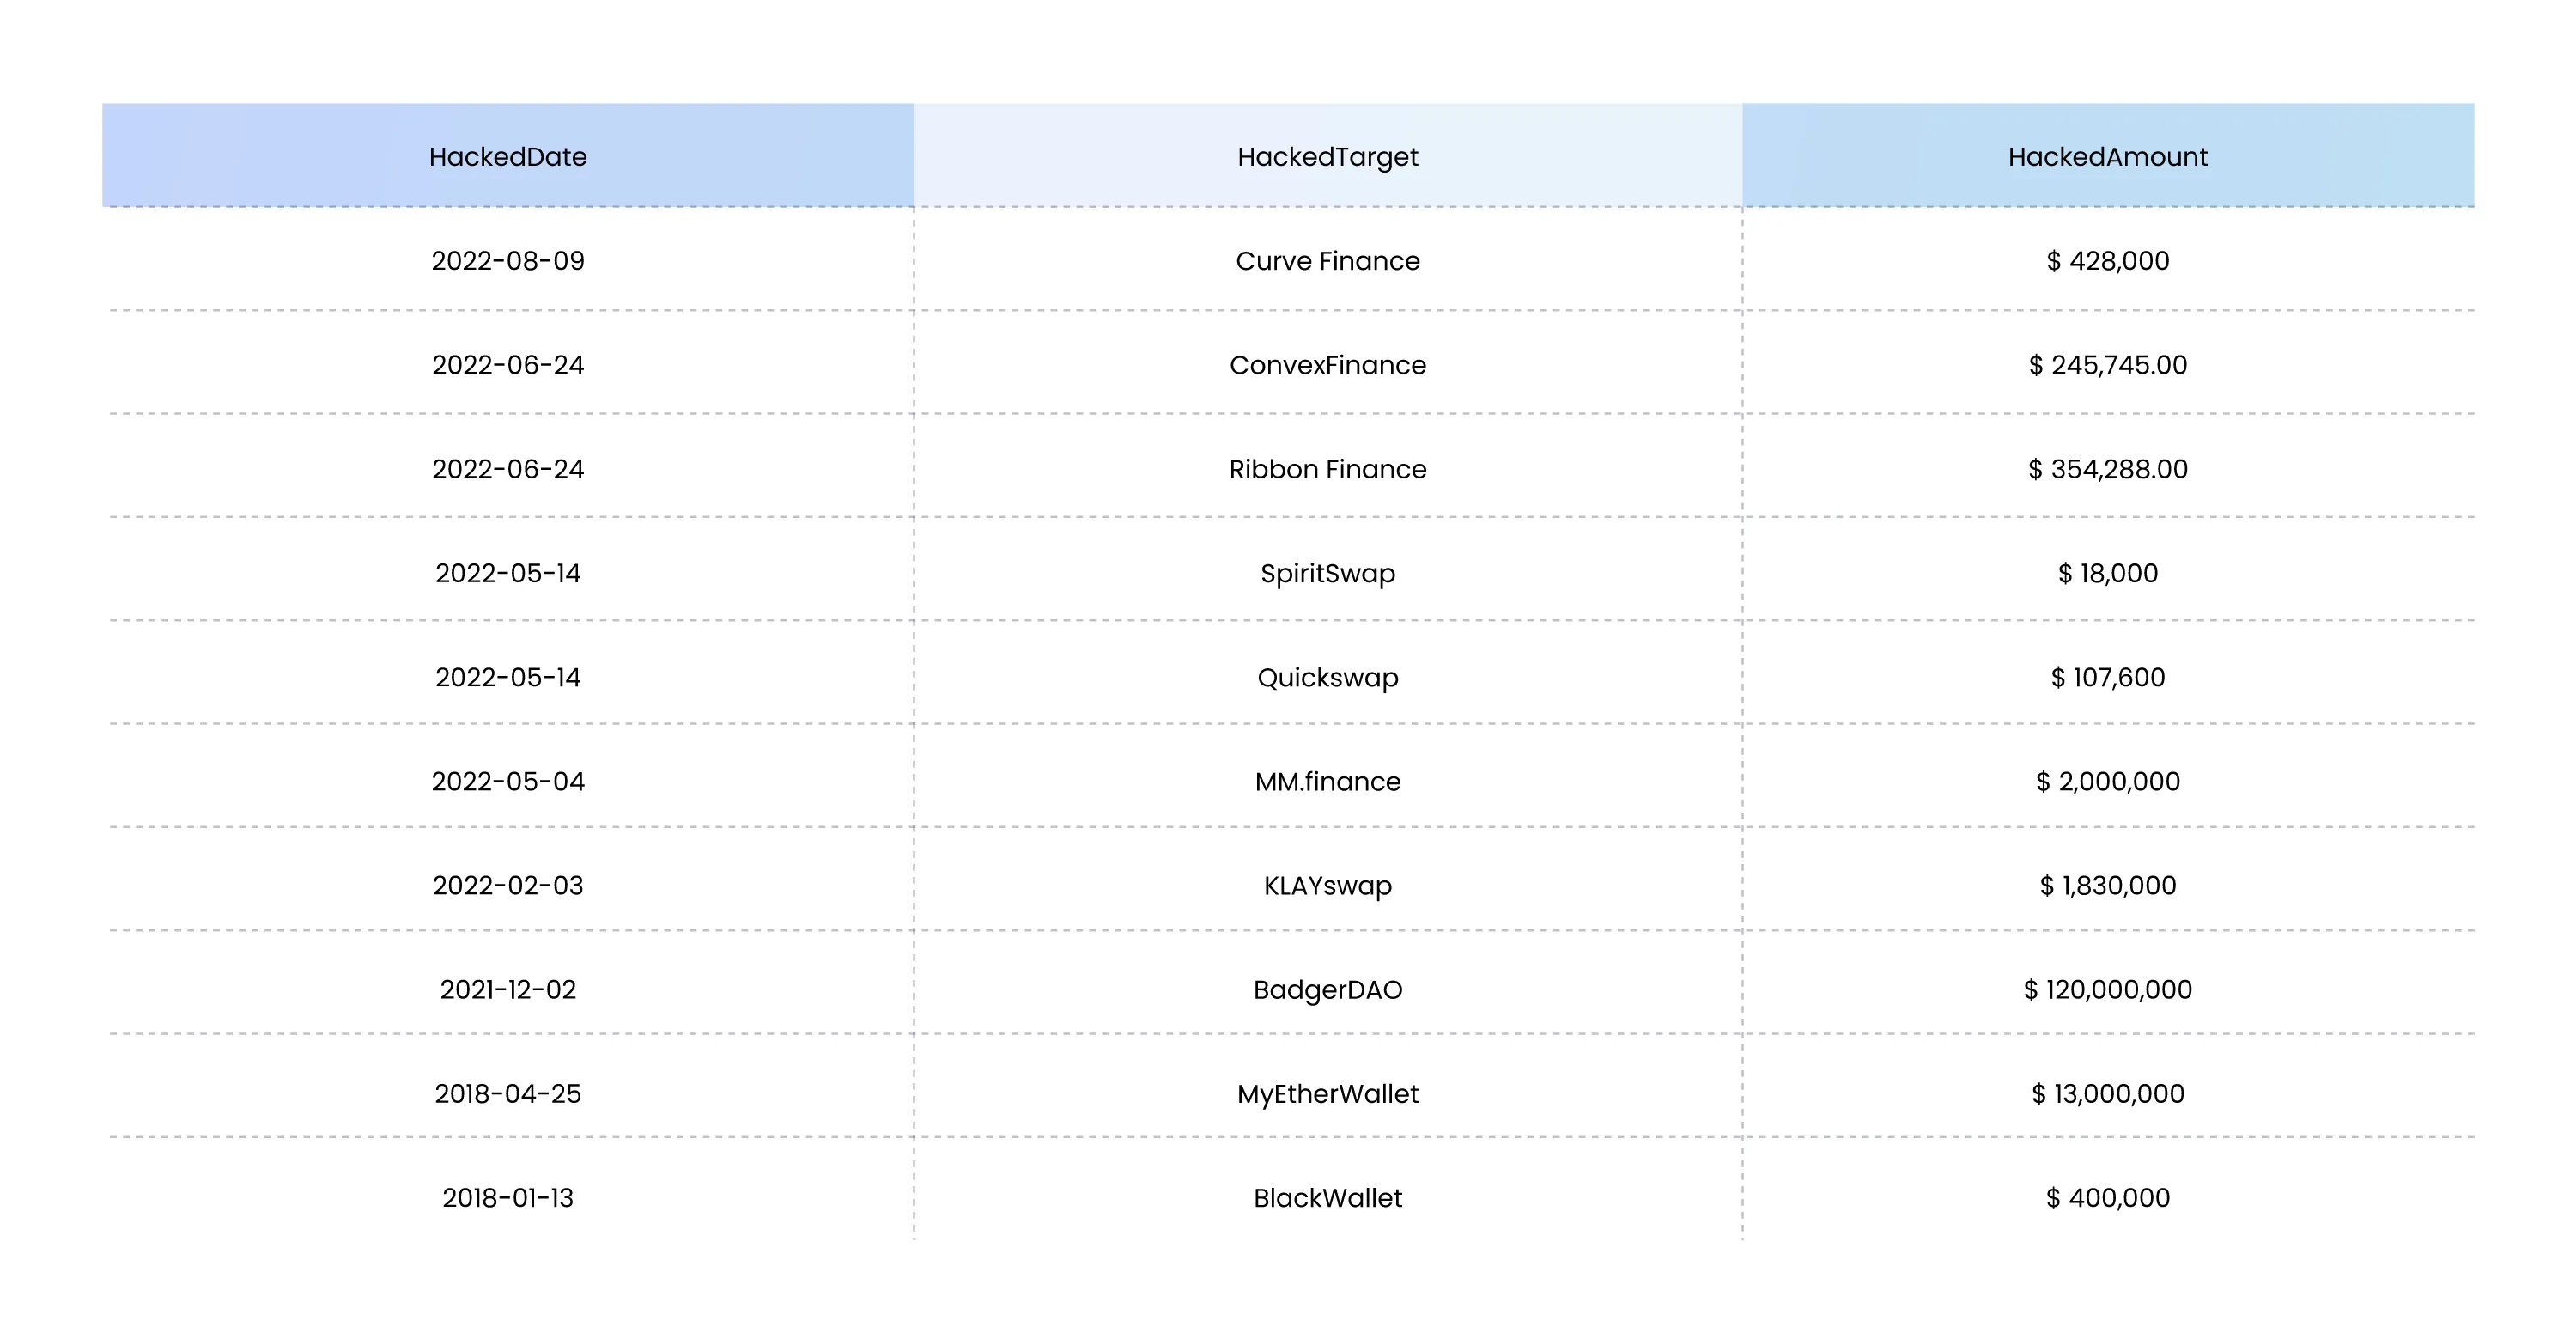 HackedDate HackedTarget HackedAmount
2022-08-09 Curve Finance $ 428,000
2022-06-24 ConvexFinance $ 245,745.00
2022-06-24 Ribbon Finance $ 354,288.00
2022-05-14 SpiritSwap $ 18,000
2022-05-14 Quickswap $ 107,600
2022-05-04 MM.finance $ 2,000,000
2022-02-03 KLAYswap $ 1,830,000
2021-12-02 BadgerDAO $ 120,000,000
2018-04-25 MyEtherWallet $ 13,000,000
2018-01-13 BlackWallet $ 400,000